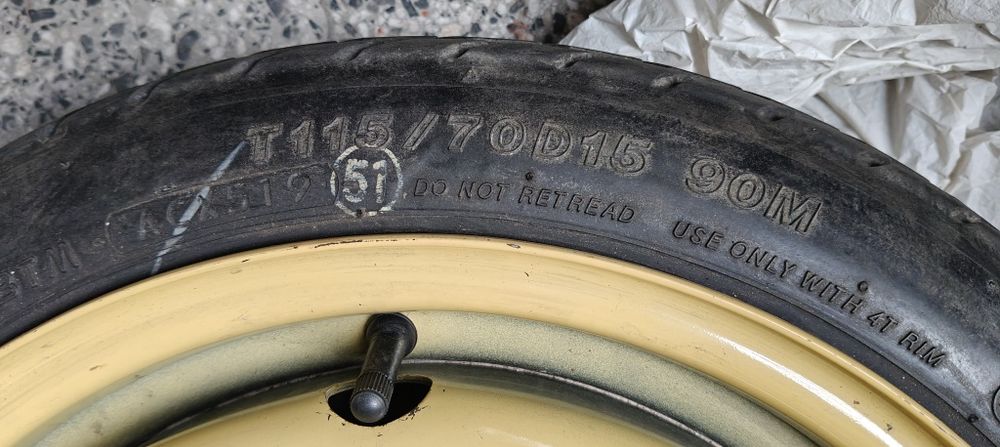 T115/70D15 90M
51
DO NOT RETREAD
USE ONLY WITH 4T RIM